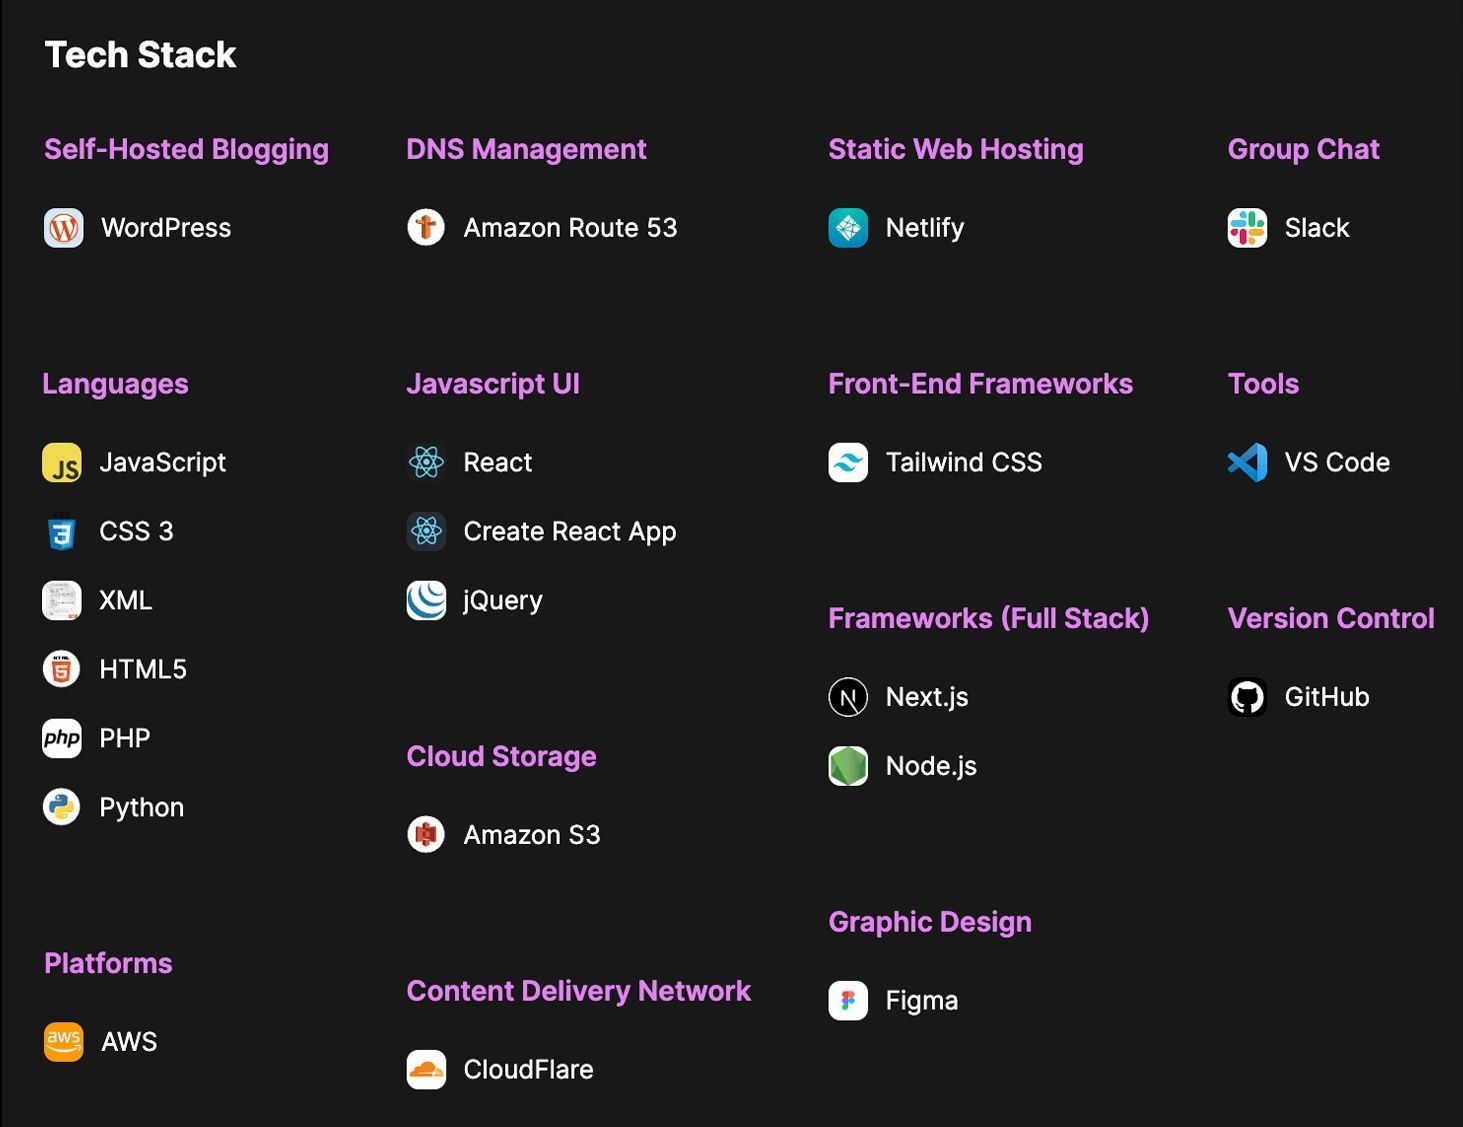 Tech Stack
Self-Hosted Blogging
WordPress
DNS Management
Amazon Route 53
Static Web Hosting
Netlify
Group Chat
Slack
Languages
JS JavaScript
CSS 3
XML
HTML5
php PHP
Python
Javascript UI
React
Create React App
jQuery
Front-End Frameworks
Tailwind CSS
Tools
VS Code
Frameworks (Full Stack)
Next.js
Node.js
Version Control
GitHub
Cloud Storage
Amazon S3
Graphic Design
Figma
Platforms
aws AWS
Content Delivery Network
CloudFlare